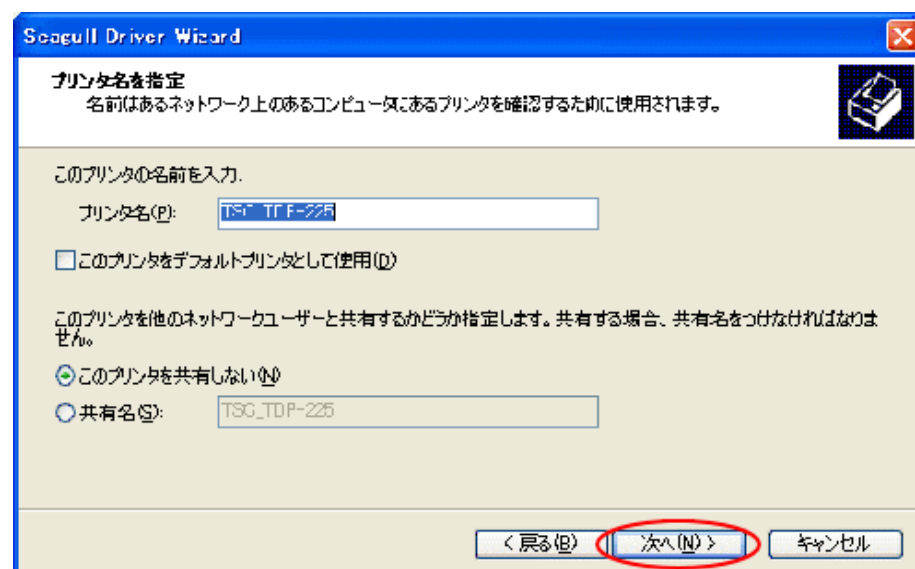 Seagull Driver Wizard
プリンタ名を指定
名前はあるネットワーク上のあるコンピュータにあるプリンタを確認するために使用されます。
このプリンタの名前を入力.
プリンタ名(P):
TSC_TDP-225
このプリンタをデフォルトプリンタとして使用(D)
このプリンタを他のネットワークユーザーと共有するかどうか指定します。共有する場合、共有名をつけなければなりま
せん。
このプリンタを共有しない(N)
共有名(S):
TSC_TDP-225
< 戻る(B)
次へ(N) >
キャンセル